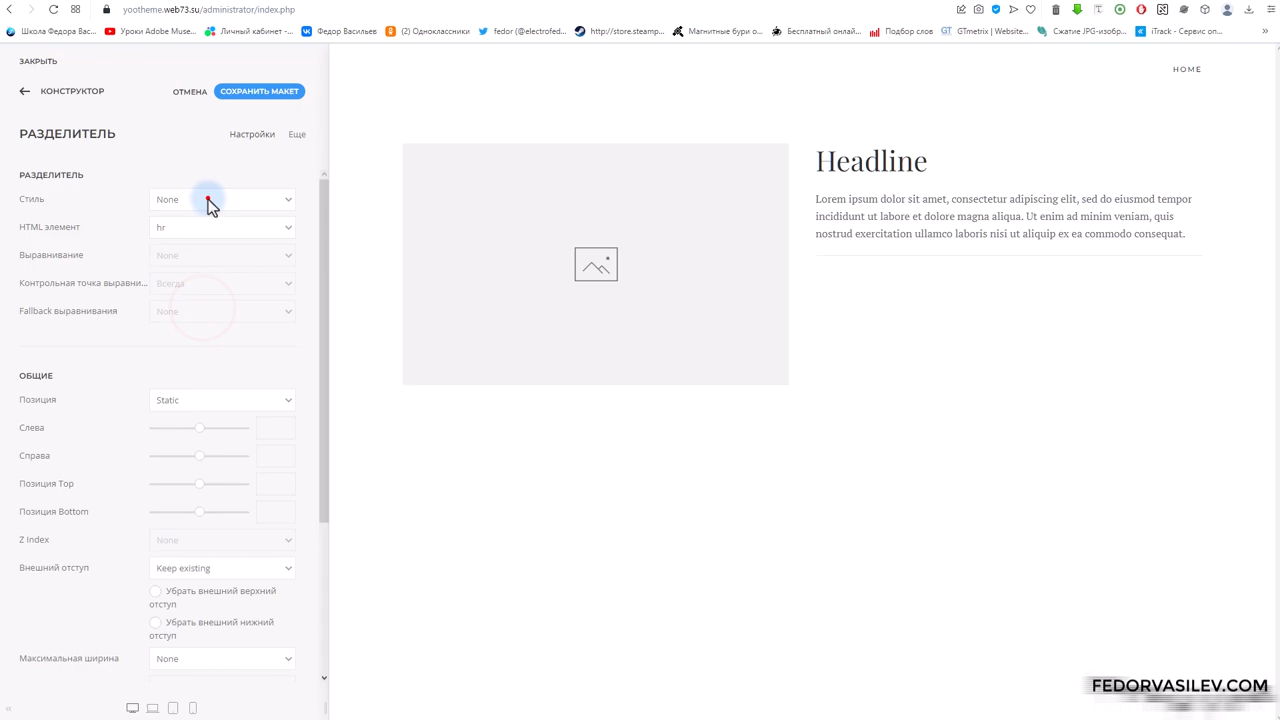 yootheme.web73.su/administrator/index.php
Школа Федора Вас...
Уроки Adobe Muse...
Личный кабинет -...
Федор Васильев
(2) Одноклассники
fedor (@electrofed...
http://store.steamp...
Магнитные бури о...
Бесплатный онлай...
Подбор слов
GTmetrix | Website...
Сжатие JPG-изобр...
iTrack - Сервис оп...
ЗАКРЫТЬ
HOME
КОНСТРУКТОР
ОТМЕНА
СОХРАНИТЬ МАКЕТ
РАЗДЕЛИТЕЛЬ
Настройки
Еще
РАЗДЕЛИТЕЛЬ
Стиль
None
HTML элемент
hr
Выравнивание
None
Контрольная точка выравни...
Всегда
Fallback выравнивания
None
ОБЩИЕ
Позиция
Static
Слева
Справа
Позиция Top
Позиция Bottom
Z Index
None
Внешний отступ
Keep existing
Убрать внешний верхний
отступ
Убрать внешний нижний
отступ
Максимальная ширина
None
Headline
Lorem ipsum dolor sit amet, consectetur adipiscing elit, sed do eiusmod tempor
incididunt ut labore et dolore magna aliqua. Ut enim ad minim veniam, quis
nostrud exercitation ullamco laboris nisi ut aliquip ex ea commodo consequat.
FEDORVASILEV.COM